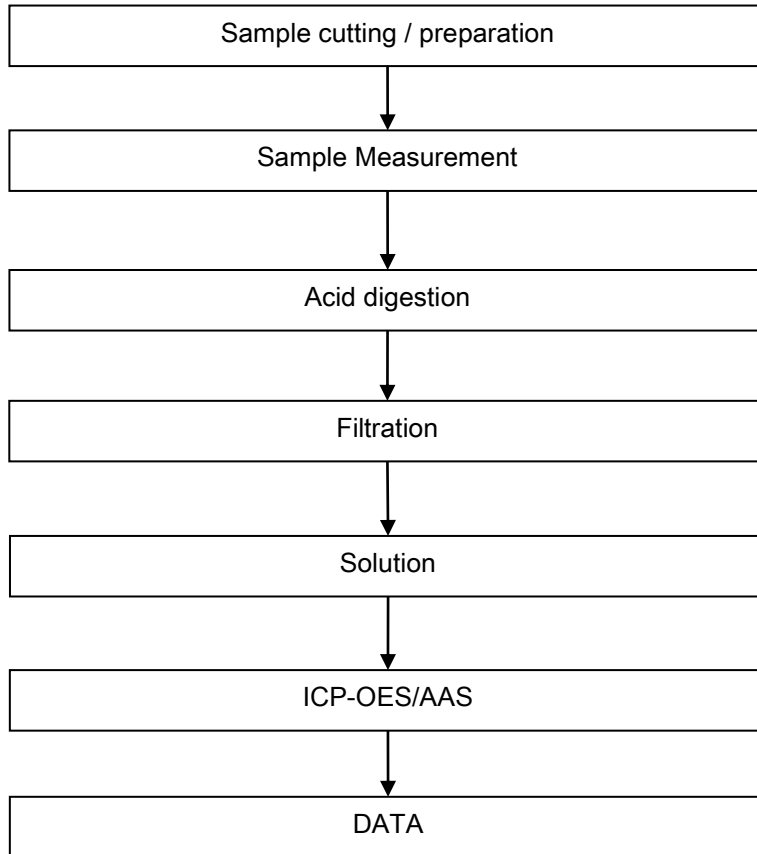 Sample cutting / preparation
Sample Measurement
Acid digestion
Filtration
Solution
ICP-OES/AAS
DATA